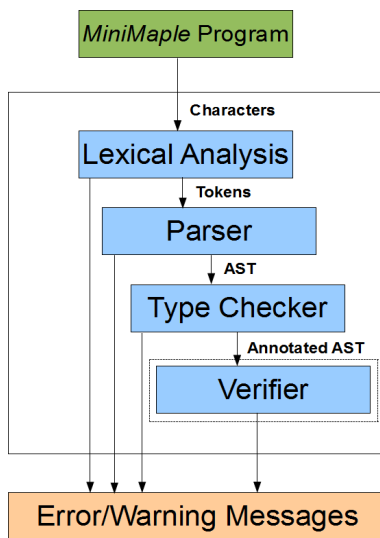 MiniMaple Program
Characters
Lexical Analysis
Tokens
Parser
AST
Type Checker
Annotated AST
Verifier
Error/Warning Messages